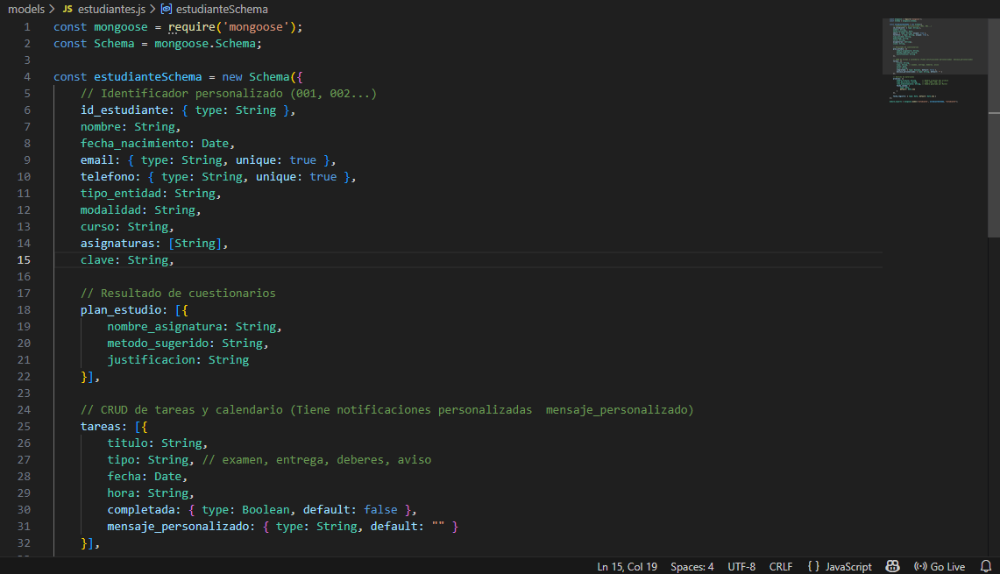 models > JS estudiantes.js > estudianteSchema
1 const mongoose = require('mongoose');
2 const Schema = mongoose.Schema;
3
4 const estudianteSchema = new Schema({
5 // Identificador personalizado (001, 002...)
6 id_estudiante: { type: String },
7 nombre: String,
8 fecha_nacimiento: Date,
9 email: { type: String, unique: true },
10 telefono: { type: String, unique: true },
11 tipo_entidad: String,
12 modalidad: String,
13 curso: String,
14 asignaturas: [String],
15 clave: String,
16
17 // Resultado de cuestionarios
18 plan_estudio: [{
19 nombre_asignatura: String,
20 metodo_sugerido: String,
21 justificacion: String
22 }],
23
24 // CRUD de tareas y calendario (Tiene notificaciones personalizadas  mensaje_personalizado)
25 tareas: [{
26 titulo: String,
27 tipo: String, // examen, entrega, deberes, aviso
28 fecha: Date,
29 hora: String,
30 completada: { type: Boolean, default: false },
31 mensaje_personalizado: { type: String, default: "" }
32 }],
Ln 15, Col 19 Spaces: 4 UTF-8 CRLF { } JavaScript Go Live